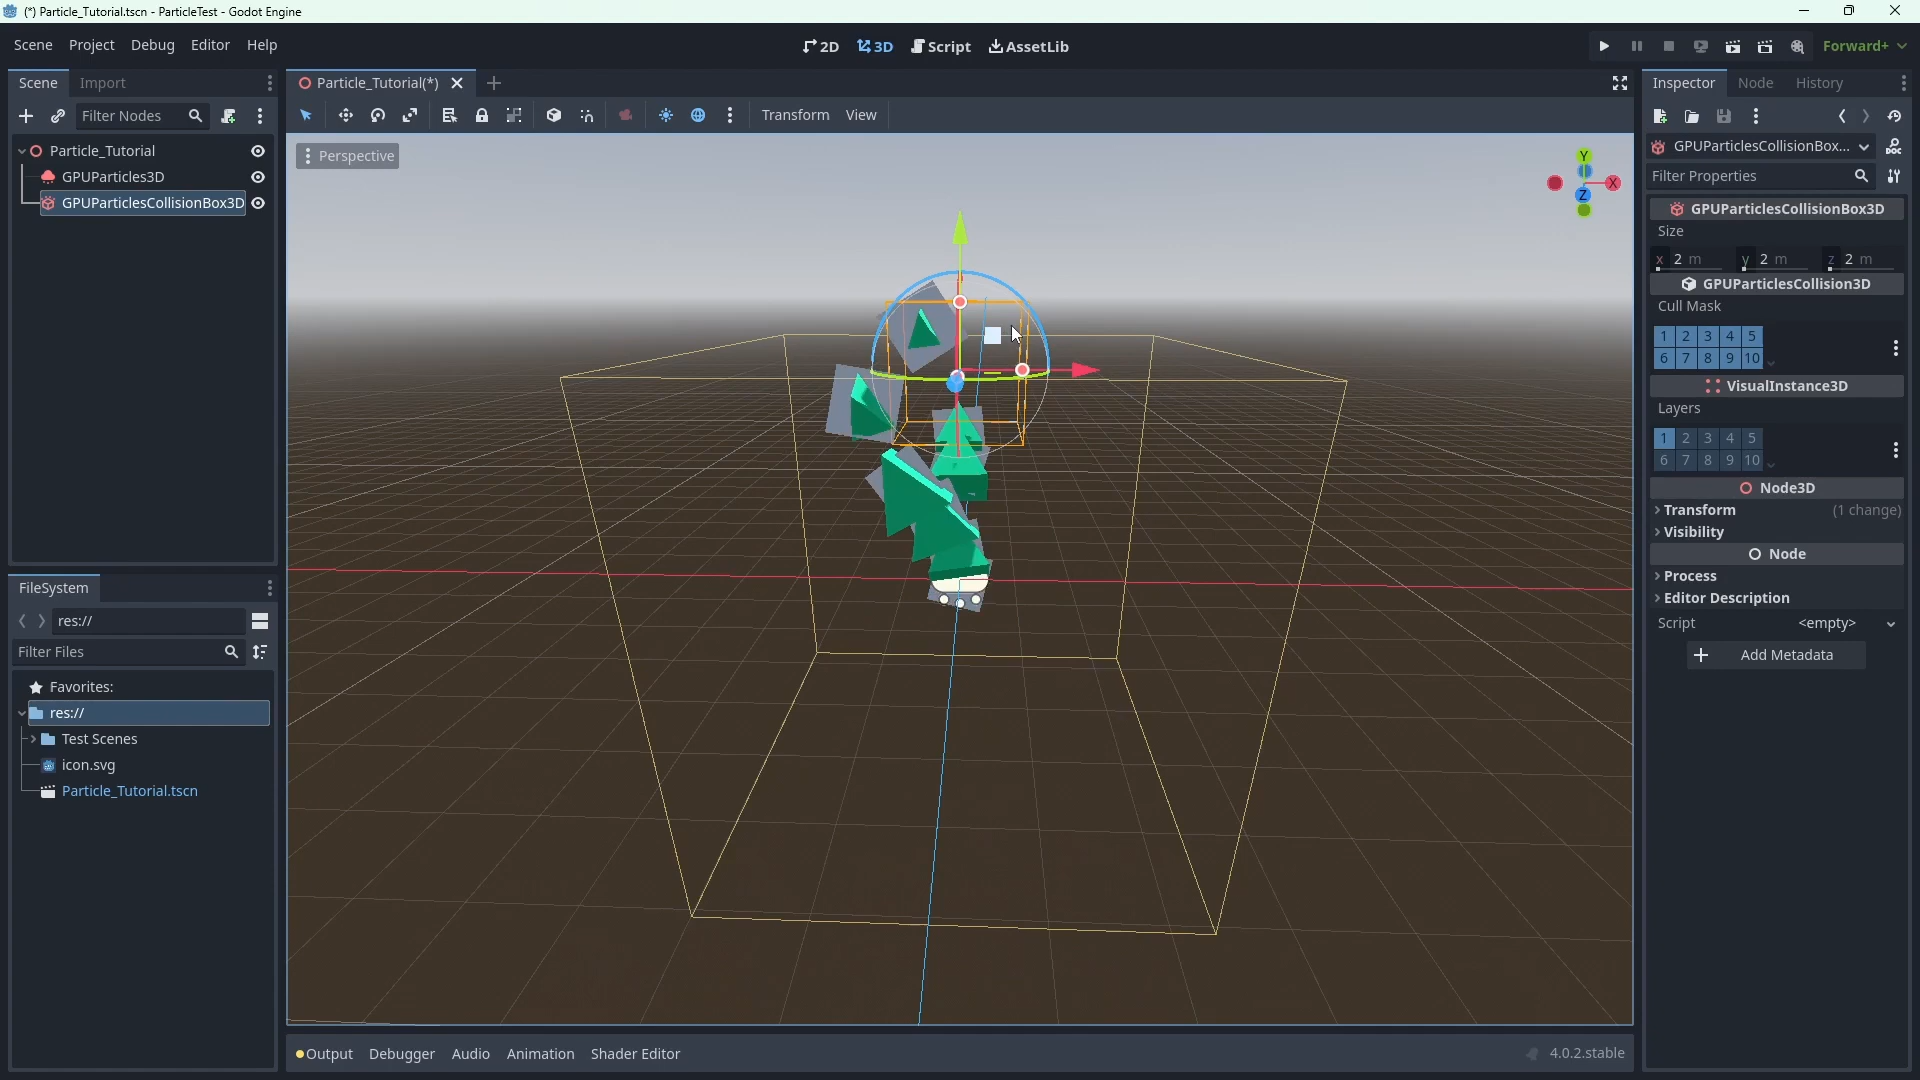 (*) Particle_Tutorial.tscn - ParticleTest - Godot Engine
Scene Project Debug Editor Help
2D 3D Script AssetLib
Forward+
Scene Import
Filter Nodes
Particle_Tutorial
GPUParticles3D
GPUParticlesCollisionBox3D
Particle_Tutorial(*)
Transform View
Perspective
Y
X
Z
FileSystem
res://
Filter Files
Favorites:
res://
Test Scenes
icon.svg
Particle_Tutorial.tscn
Output Debugger Audio Animation Shader Editor
4.0.2.stable
Inspector Node History
GPUParticlesCollisionBox...
Filter Properties
GPUParticlesCollisionBox3D
Size
x 2 m y 2 m z 2 m
GPUParticlesCollision3D
Cull Mask
1 2 3 4 5
6 7 8 9 10
VisualInstance3D
Layers
1 2 3 4 5
6 7 8 9 10
Node3D
Transform (1 change)
Visibility
Node
Process
Editor Description
Script <empty>
Add Metadata